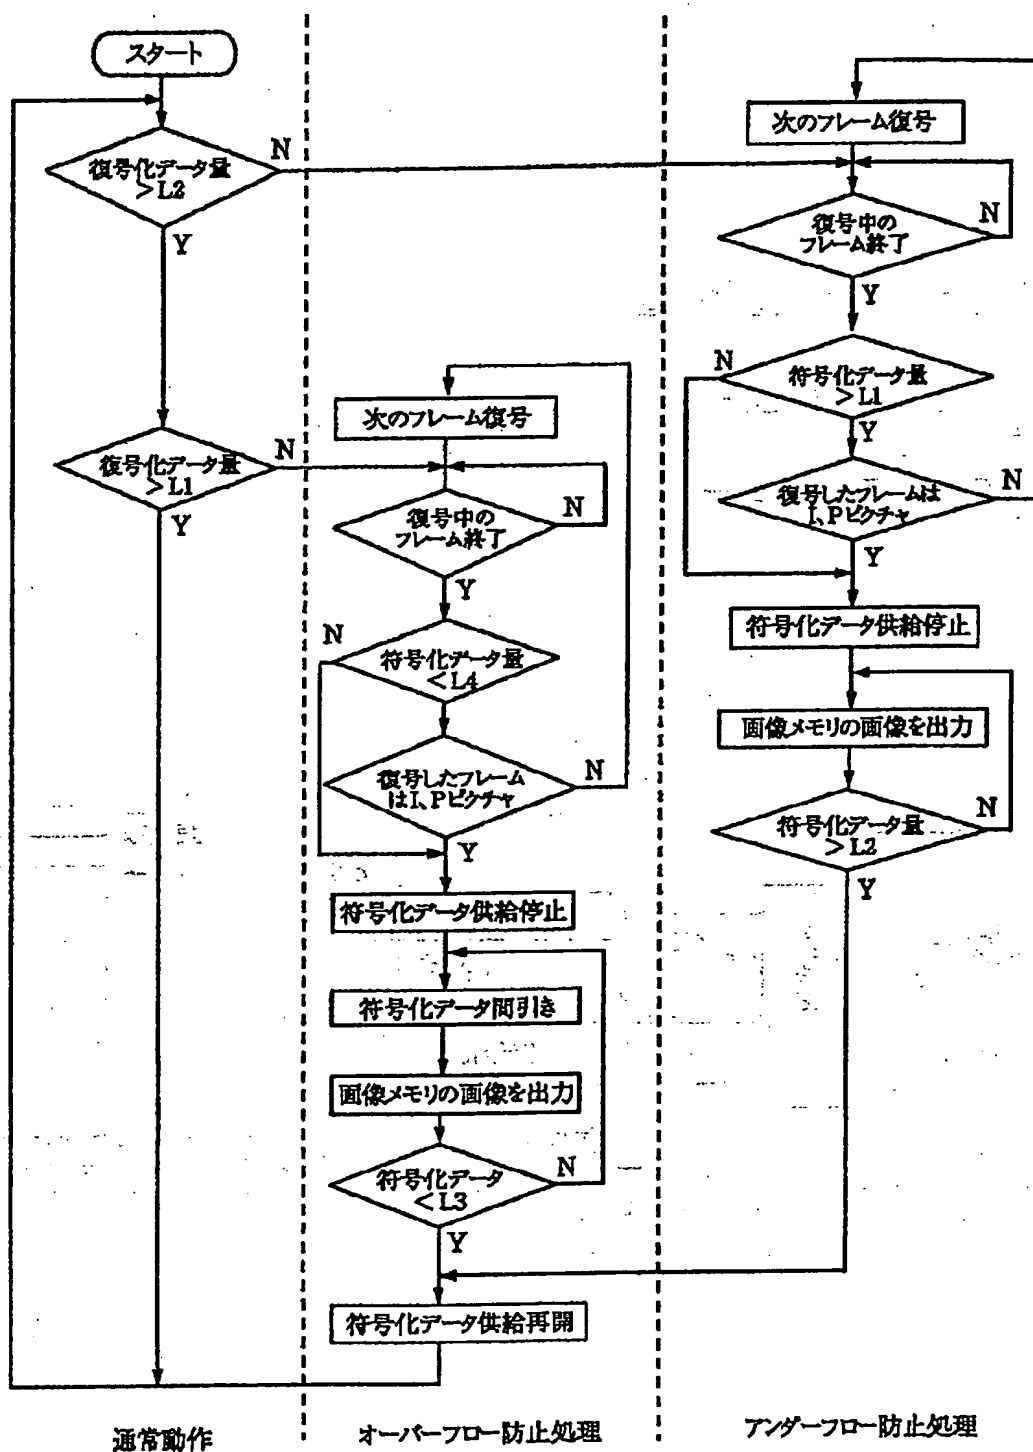 スタート
復号化データ量
>L2
N
Y
復号化データ量
>L1
N
Y
通常動作
次のフレーム復号
復号中の
フレーム終了
N
Y
符号化データ量
<L4
N
復号したフレーム
はI、Pピクチャ
N
Y
符号化データ供給停止
符号化データ間引き
画像メモリの画像を出力
符号化データ
<L3
N
Y
符号化データ供給再開
オーバーフロー防止処理
次のフレーム復号
復号中の
フレーム終了
N
Y
符号化データ量
>L1
N
Y
復号したフレームは
I、Pピクチャ
N
Y
符号化データ供給停止
画像メモリの画像を出力
符号化データ量
>L2
N
Y
アンダーフロー防止処理